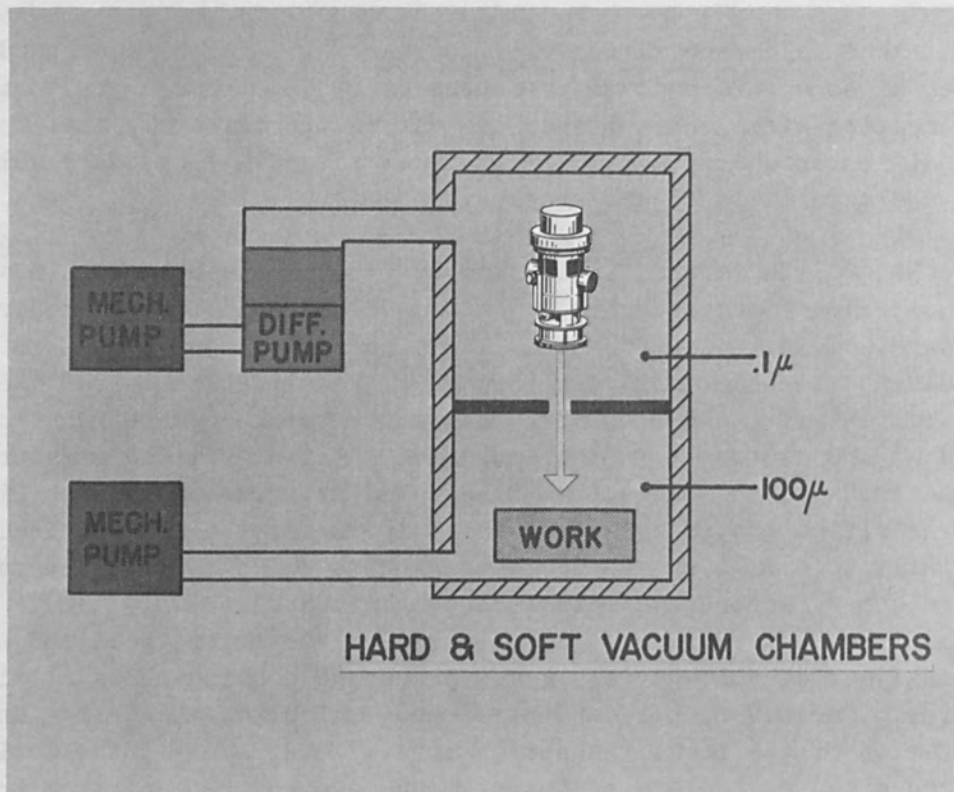 MECH.
PUMP
DIFF.
PUMP
.1µ
MECH.
PUMP
100µ
WORK
HARD & SOFT VACUUM CHAMBERS